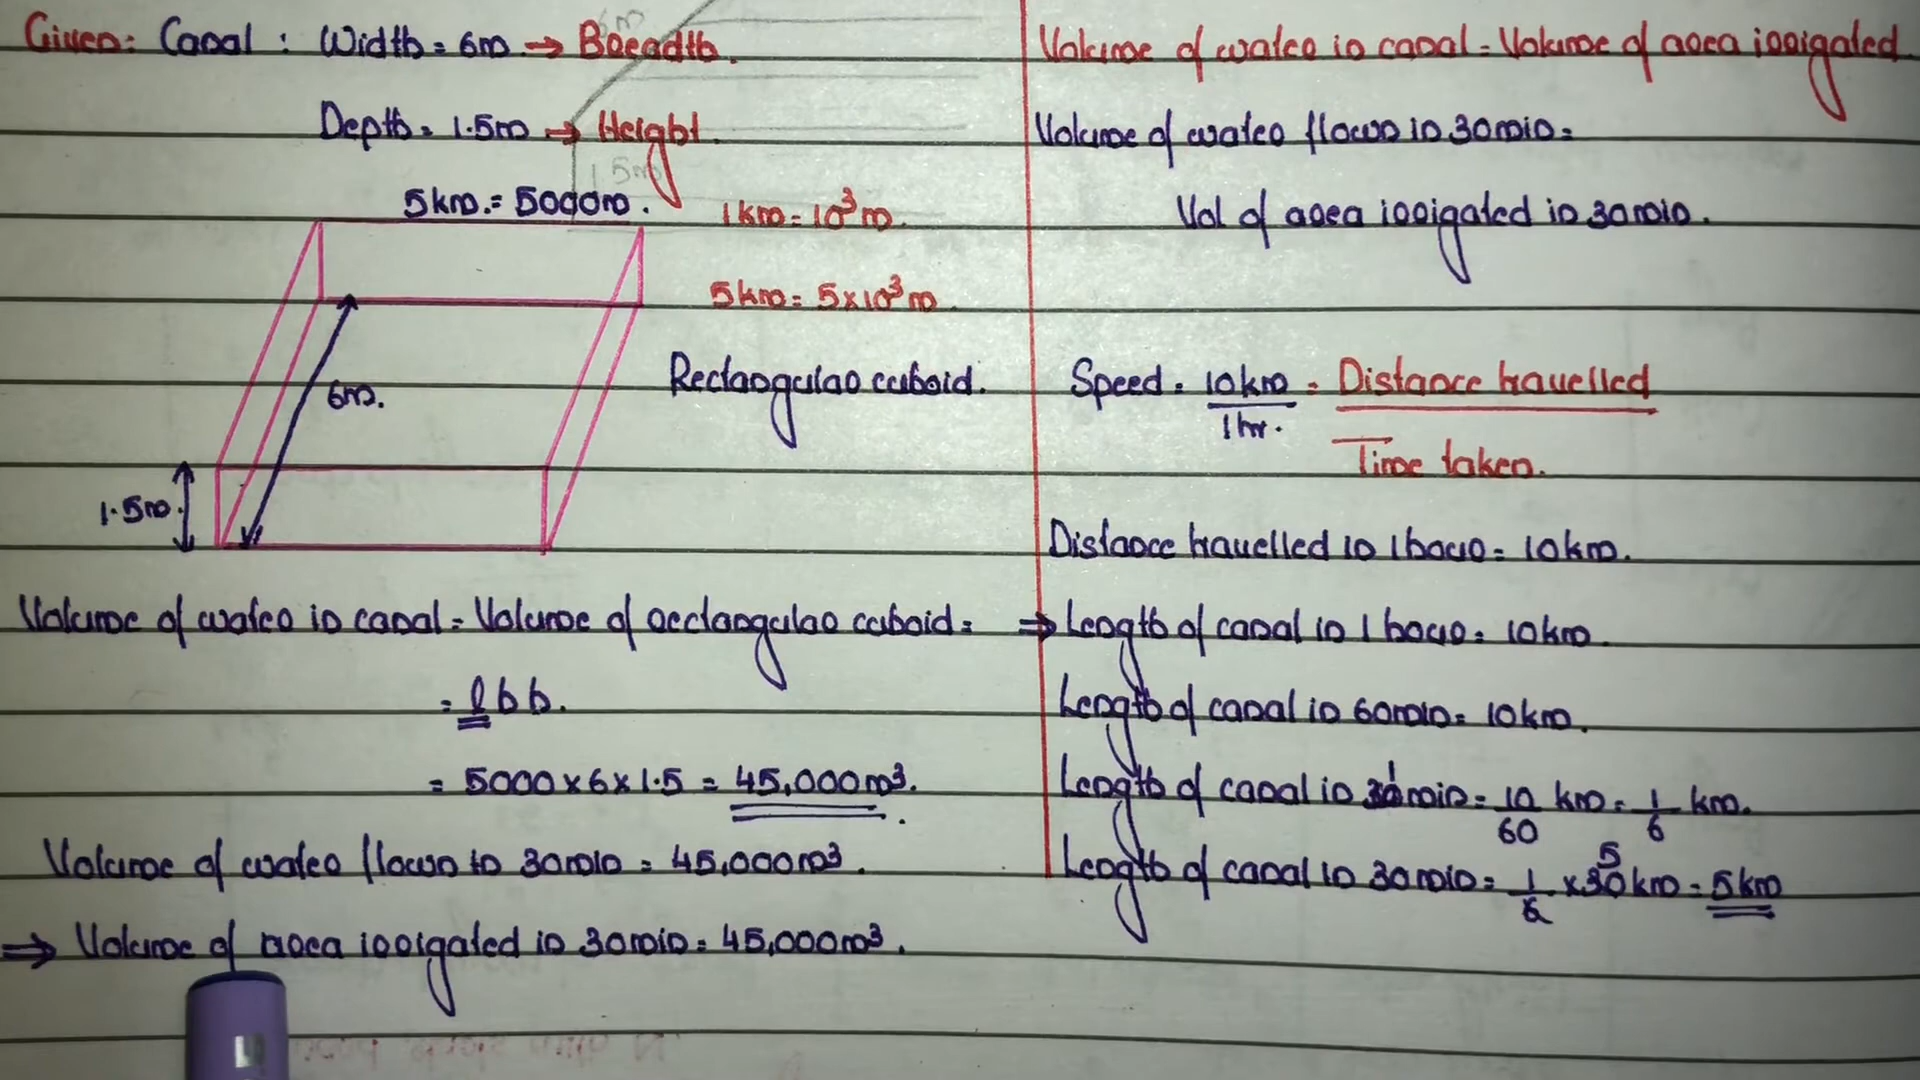 Given: Canal: Width = 6m → Breadth.
Depth = 1.5m → Height.
5km. = 5000m.
1km = 10³m.
5km = 5×10³m.
6m.
Rectangular cuboid.
1.5m.
Volume of water in canal = Volume of rectangular cuboid =
= lbh.
= 5000×6×1.5 = 45,000m³.
Volume of water flown in 30min = 45,000m³.
⇒ Volume of area irrigated in 30min = 45,000m³.
Volume of water in canal = Volume of area irrigated
Volume of water flown in 30min =
Vol of area irrigated in 30min.
Speed = 10km/1hr. = Distance travelled/Time taken.
Distance travelled in 1hour = 10km.
⇒ Length of canal in 1hour = 10km.
Length of canal in 60min = 10km.
Length of canal in 1min = 10/60 km = 1/6 km.
Length of canal in 30min = 1/6 × 30 5 km = 5km